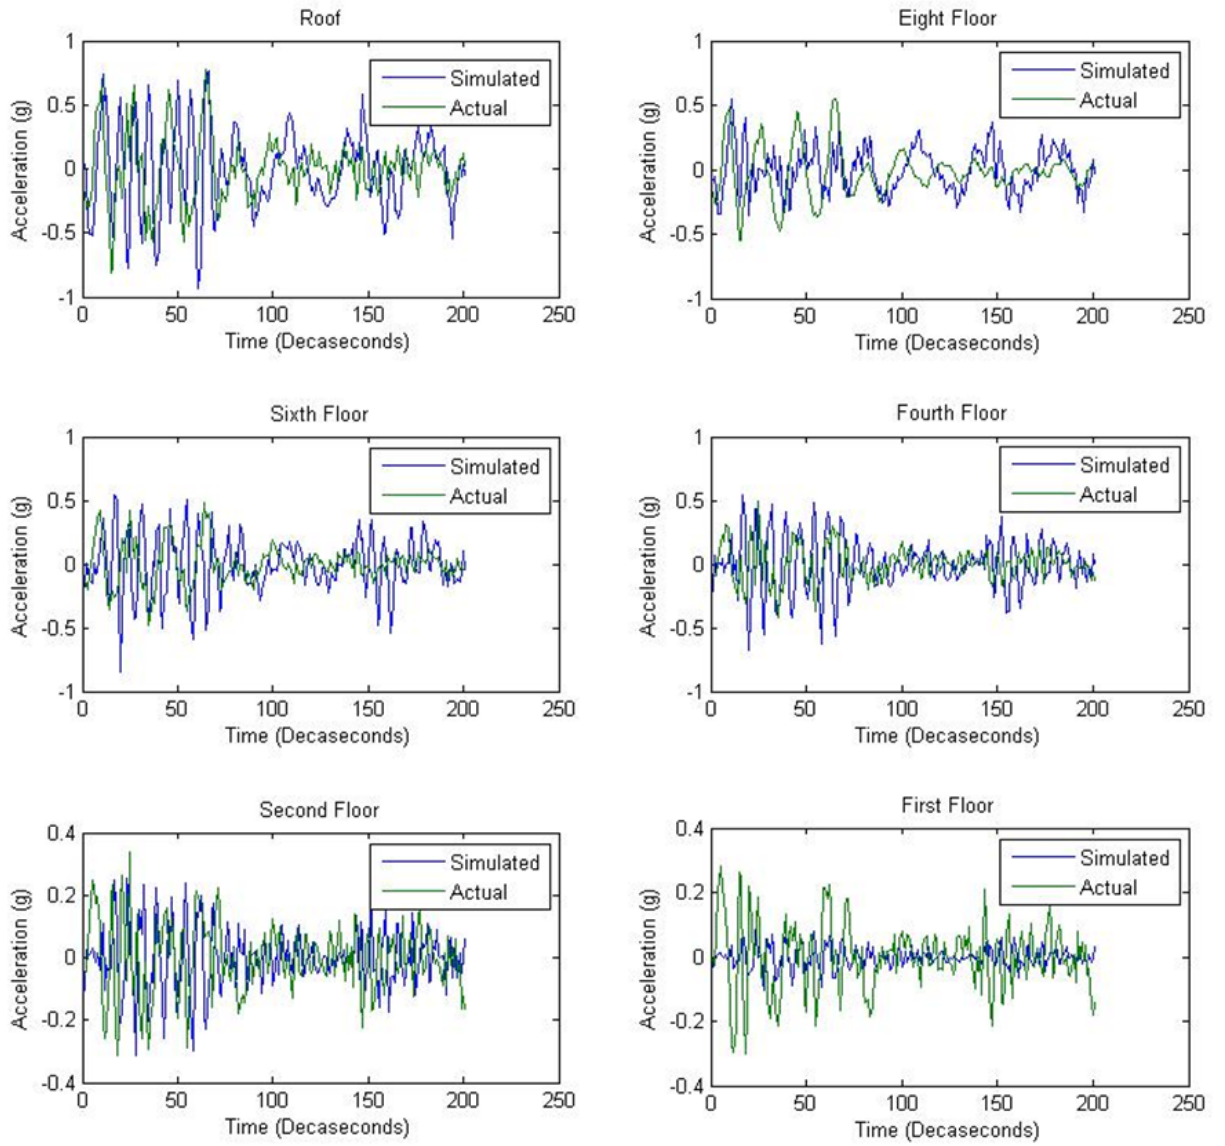 Roof
1
0.5
0
-0.5
-1
Acceleration (g)
Simulated
Actual
0 50 100 150 200 250
Time (Decaseconds)
Eight Floor
1
0.5
0
-0.5
-1
Acceleration (g)
Simulated
Actual
0 50 100 150 200 250
Time (Decaseconds)
Sixth Floor
1
0.5
0
-0.5
-1
Acceleration (g)
Simulated
Actual
0 50 100 150 200 250
Time (Decaseconds)
Fourth Floor
1
0.5
0
-0.5
-1
Acceleration (g)
Simulated
Actual
0 50 100 150 200 250
Time (Decaseconds)
Second Floor
0.4
0.2
0
-0.2
-0.4
Acceleration (g)
Simulated
Actual
0 50 100 150 200 250
Time (Decaseconds)
First Floor
0.4
0.2
0
-0.2
-0.4
Acceleration (g)
Simulated
Actual
0 50 100 150 200 250
Time (Decaseconds)